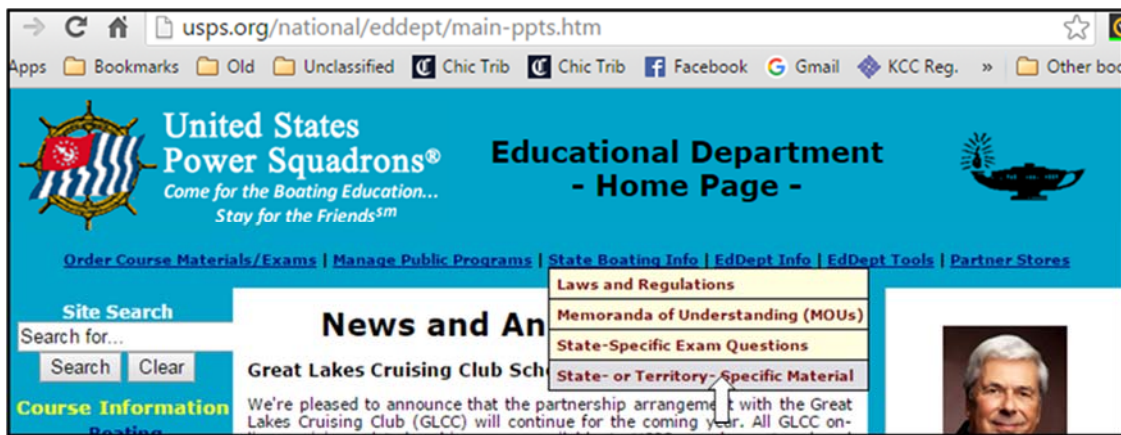 usps.org/national/eddept/main-ppts.htm
Apps Bookmarks Old Unclassified Chic Trib Chic Trib Facebook Gmail KCC Reg. » Other boo
United States
Power Squadrons®
Come for the Boating Education...
Stay for the Friends℠
Educational Department
- Home Page -
Order Course Materials/Exams | Manage Public Programs | State Boating Info | EdDept Info | EdDept Tools | Partner Stores
Laws and Regulations
Memoranda of Understanding (MOUs)
State-Specific Exam Questions
State- or Territory- Specific Material
Site Search
Search for...
Search Clear
Course Information
Boating
News and An
Great Lakes Cruising Club Sch
We're pleased to announce that the partnership arrangement with the Great
Lakes Cruising Club (GLCC) will continue for the coming year. All GLCC on-